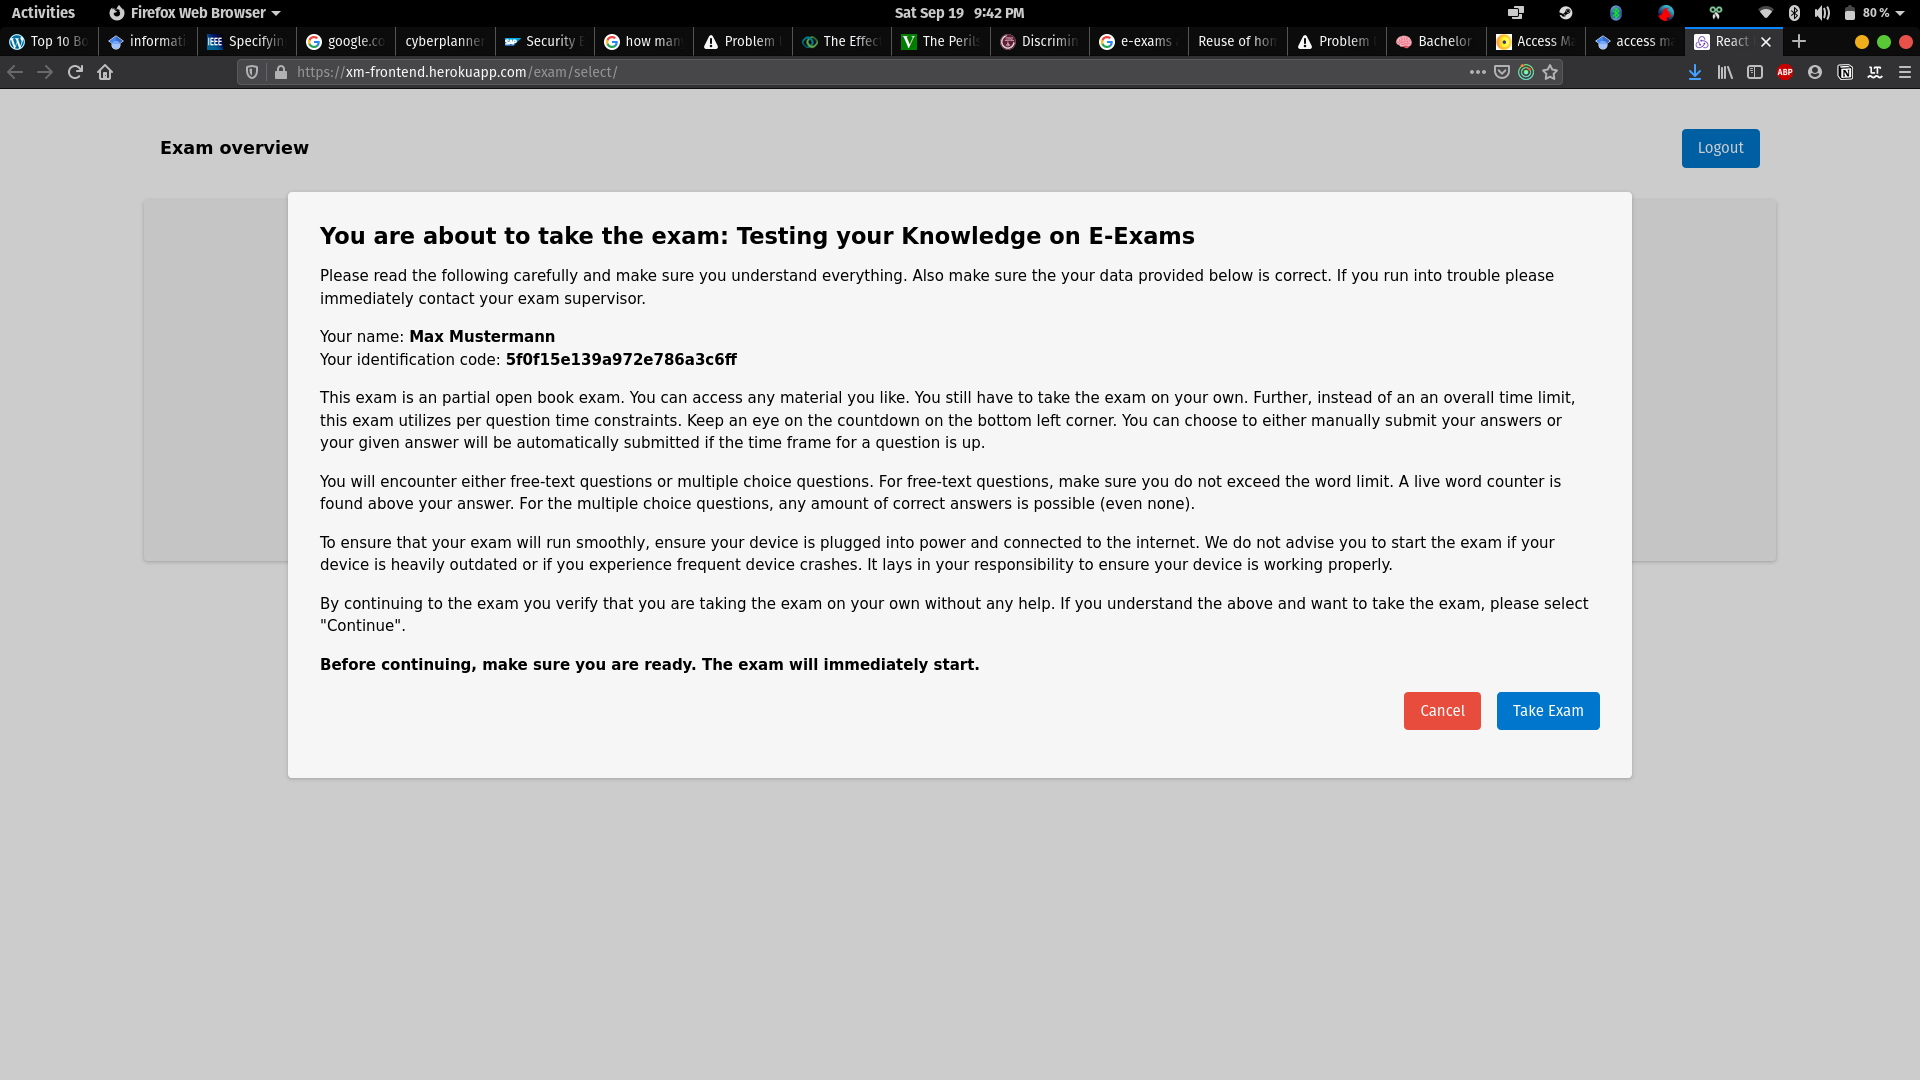 Activities Firefox Web Browser Sat Sep 19 9:42 PM 80 %
Top 10 Bo informati Specifyin google.co cyberplanner Security E how man Problem The Effec The Perils Discrimin e-exams Reuse of hom Problem Bachelor Access Ma access ma React
https://xm-frontend.herokuapp.com/exam/select/ ABP
Exam overview
Logout
You are about to take the exam: Testing your Knowledge on E-Exams
Please read the following carefully and make sure you understand everything. Also make sure the your data provided below is correct. If you run into trouble please
immediately contact your exam supervisor.
Your name: Max Mustermann
Your identification code: 5f0f15e139a972e786a3c6ff
This exam is an partial open book exam. You can access any material you like. You still have to take the exam on your own. Further, instead of an an overall time limit,
this exam utilizes per question time constraints. Keep an eye on the countdown on the bottom left corner. You can choose to either manually submit your answers or
your given answer will be automatically submitted if the time frame for a question is up.
You will encounter either free-text questions or multiple choice questions. For free-text questions, make sure you do not exceed the word limit. A live word counter is
found above your answer. For the multiple choice questions, any amount of correct answers is possible (even none).
To ensure that your exam will run smoothly, ensure your device is plugged into power and connected to the internet. We do not advise you to start the exam if your
device is heavily outdated or if you experience frequent device crashes. It lays in your responsibility to ensure your device is working properly.
By continuing to the exam you verify that you are taking the exam on your own without any help. If you understand the above and want to take the exam, please select
"Continue".
Before continuing, make sure you are ready. The exam will immediately start.
Cancel Take Exam